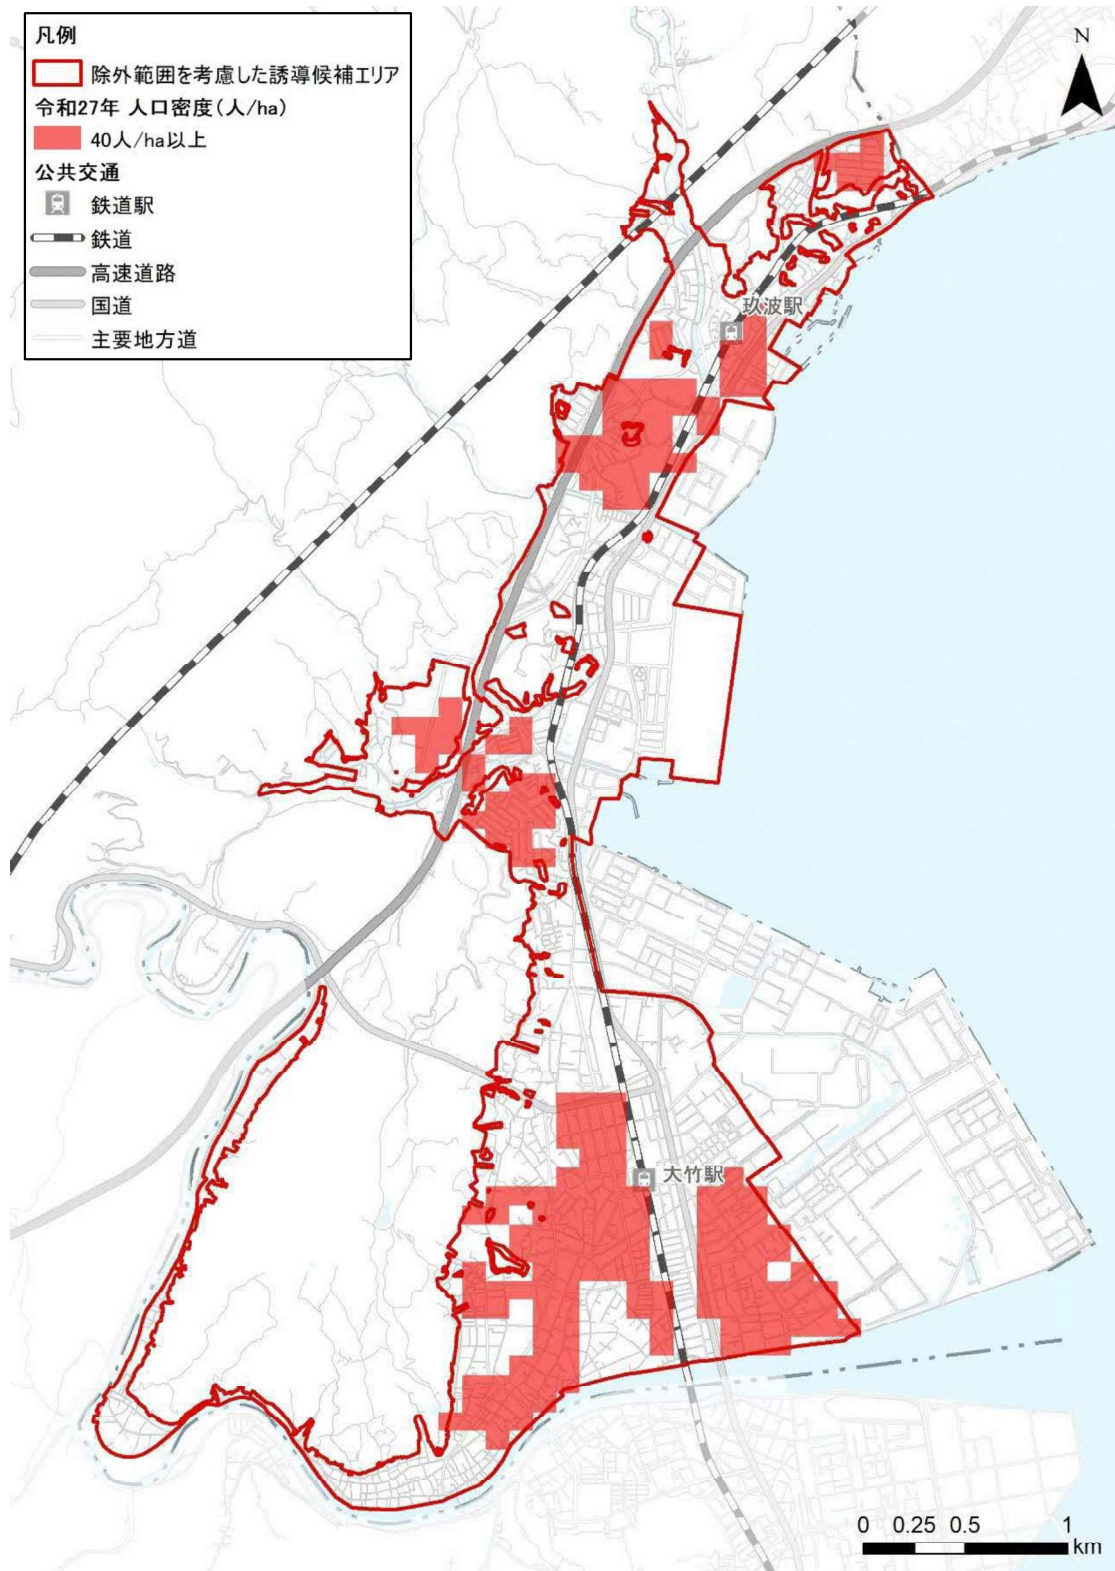 凡例
除外範囲を考慮した誘導候補エリア
令和27年 人口密度(人/ha)
40人/ha以上
公共交通
鉄道駅
鉄道
高速道路
国道
主要地方道
N
玖波駅
大竹駅
0 0.25 0.5 1
km